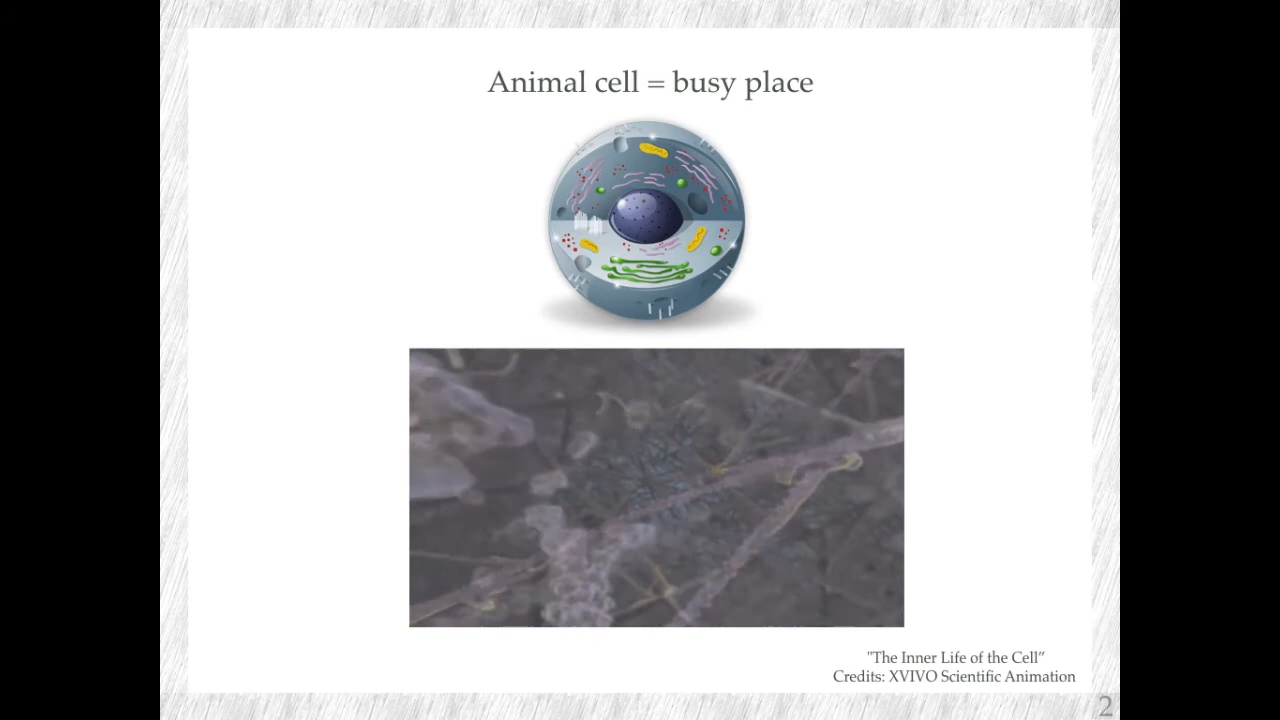 Animal cell = busy place
"The Inner Life of the Cell”
Credits: XVIVO Scientific Animation
2